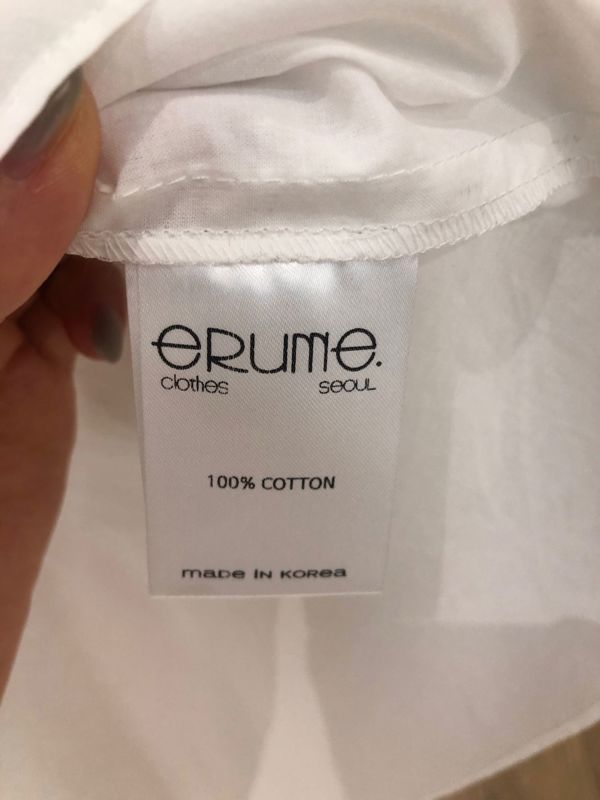 eRume.
clothes SEOUL
100% COTTON
made IN KOREa